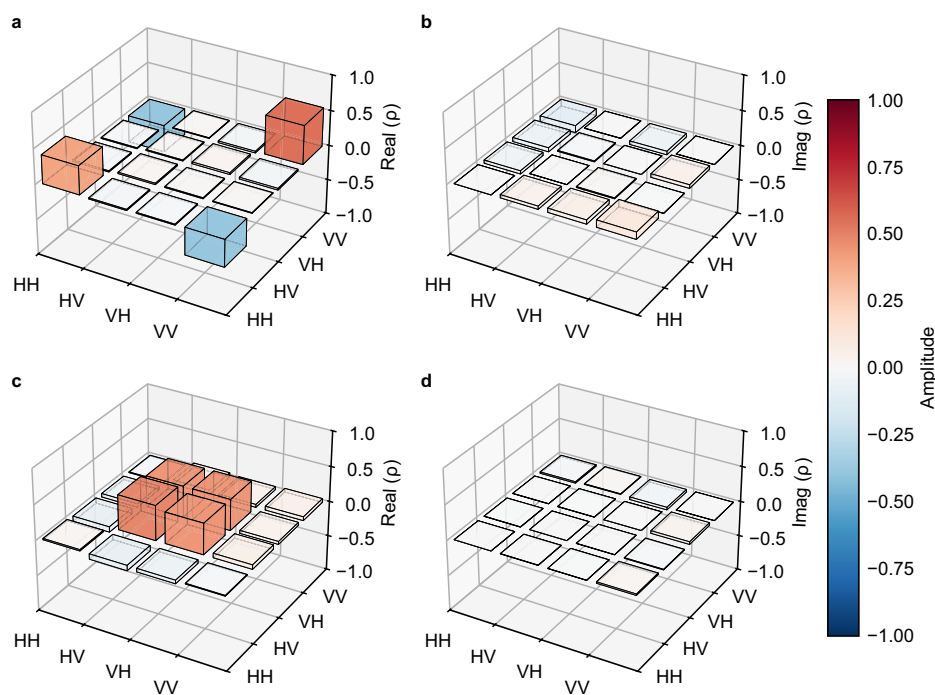 a
1.0
0.5
0.0
−0.5
−1.0
Real (ρ)
HH
HV
VH
VV
HH
HV
VH
VV
b
1.0
0.5
0.0
−0.5
−1.0
Imag (ρ)
HH
HV
VH
VV
HH
HV
VH
VV
c
1.0
0.5
0.0
−0.5
−1.0
Real (ρ)
HH
HV
VH
VV
HH
HV
VH
VV
d
1.0
0.5
0.0
−0.5
−1.0
Imag (ρ)
HH
HV
VH
VV
HH
HV
VH
VV
1.00
0.75
0.50
0.25
0.00
−0.25
−0.50
−0.75
−1.00
Amplitude